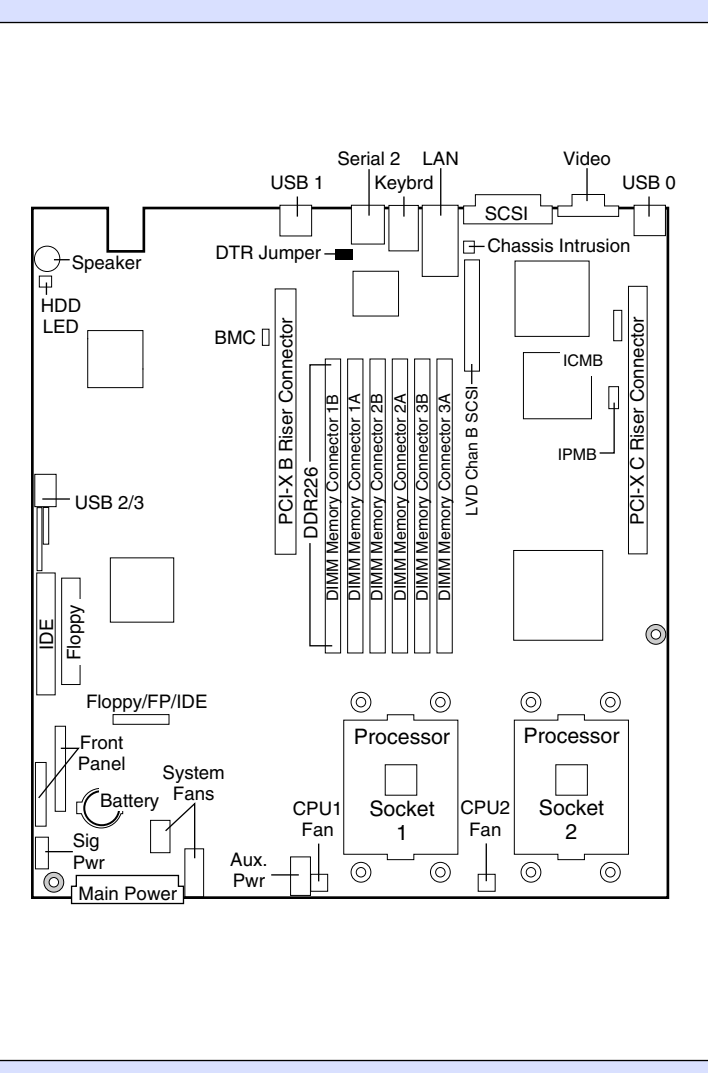 Serial 2
LAN
Video
USB 1
Keybrd
USB 0
SCSI
DTR Jumper
Chassis Intrusion
Speaker
HDD
LED
BMC
PCI-X B Riser Connector
DDR226
DIMM Memory Connector 1B
DIMM Memory Connector 1A
DIMM Memory Connector 2B
DIMM Memory Connector 2A
DIMM Memory Connector 3B
DIMM Memory Connector 3A
LVD Chan B SCSI
ICMB
IPMB
PCI-X C Riser Connector
USB 2/3
IDE
Floppy
Floppy/FP/IDE
Front
Panel
System
Fans
Battery
Sig
Pwr
Main Power
Aux.
Pwr
CPU1
Fan
Processor
Socket
1
CPU2
Fan
Processor
Socket
2